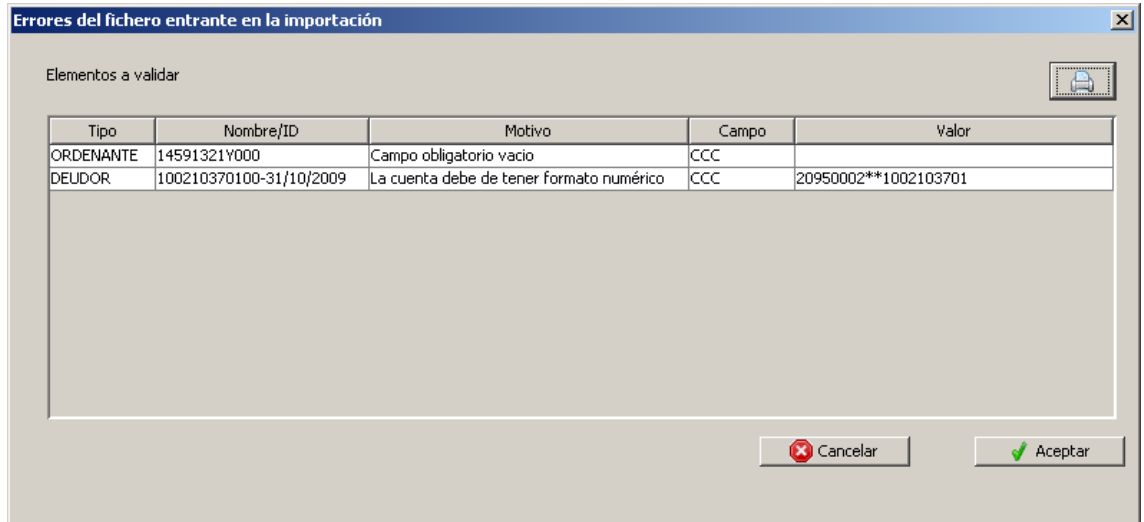 Errores del fichero entrante en la importación
Elementos a validar
Tipo Nombre/ID Motivo Campo Valor
ORDENANTE 14591321Y000 Campo obligatorio vacio CCC
DEUDOR 100210370100-31/10/2009 La cuenta debe de tener formato numérico CCC 20950002**1002103701
Cancelar Aceptar